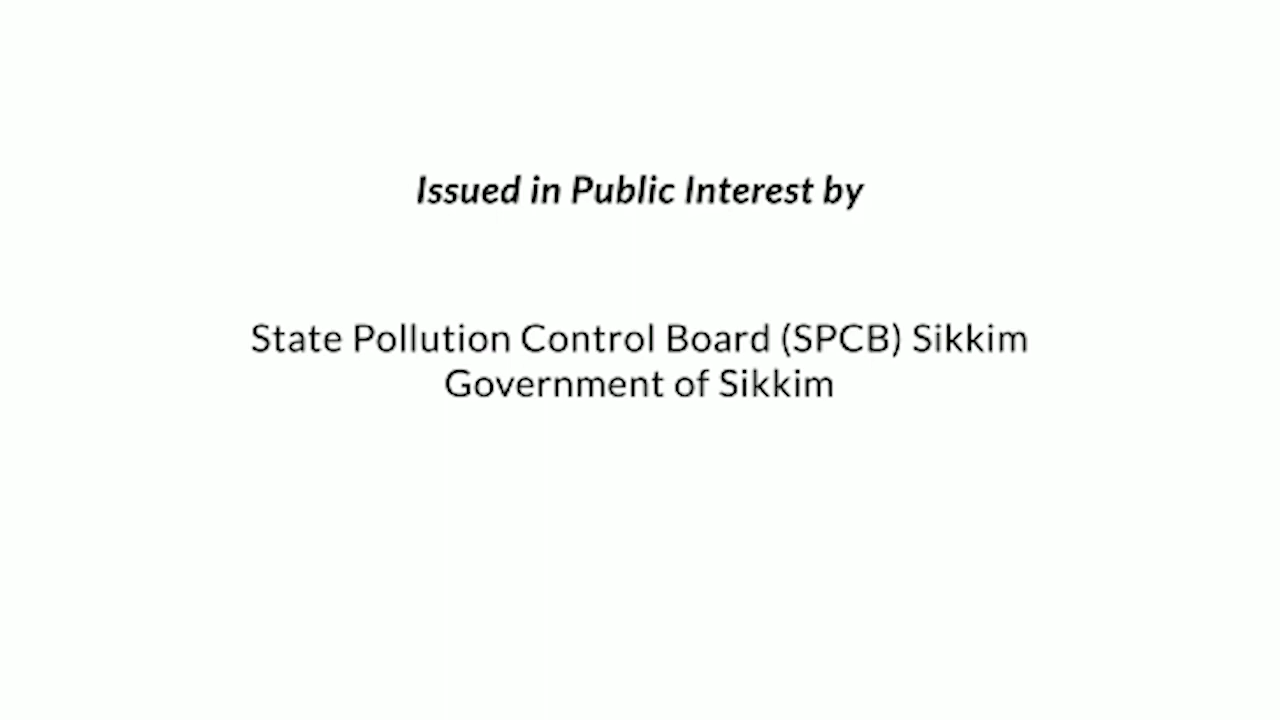 Issued in Public Interest by
State Pollution Control Board (SPCB) Sikkim
Government of Sikkim